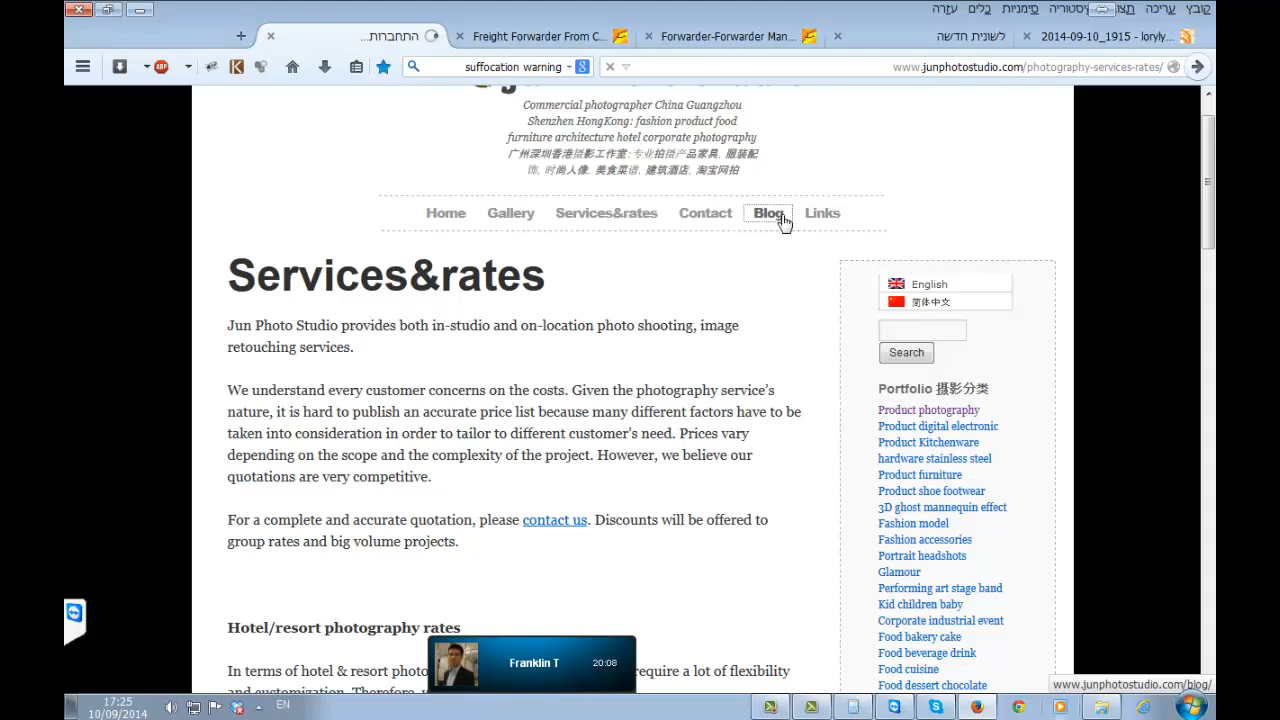 קובץ עריכה תצו יסטוריה סימניות כלים עזרה
התחברות...
Freight Forwarder From C...
Forwarder-Forwarder Man...
לשונית חדשה
2014-09-10_1915 - loryly...
ABP
K
suffocation warning
8
www.junphotostudio.com/photography-services-rates/
Commercial photographer China Guangzhou
Shenzhen HongKong: fashion product food
furniture architecture hotel corporate photography
广州深圳香港摄影工作室:专业拍摄产品家具, 服装配
饰, 时尚人像, 美食菜谱, 建筑酒店, 淘宝网拍
Home Gallery Services&rates Contact Blog Links
Services&rates
Jun Photo Studio provides both in-studio and on-location photo shooting, image
retouching services.
We understand every customer concerns on the costs. Given the photography service's
nature, it is hard to publish an accurate price list because many different factors have to be
taken into consideration in order to tailor to different customer's need. Prices vary
depending on the scope and the complexity of the project. However, we believe our
quotations are very competitive.
For a complete and accurate quotation, please contact us. Discounts will be offered to
group rates and big volume projects.
Hotel/resort photography rates
In terms of hotel & resort photo require a lot of flexibility
and customization. Therefore,
English
简体中文
Search
Portfolio 摄影分类
Product photography
Product digital electronic
Product Kitchenware
hardware stainless steel
Product furniture
Product shoe footwear
3D ghost mannequin effect
Fashion model
Fashion accessories
Portrait headshots
Glamour
Performing art stage band
Kid children baby
Corporate industrial event
Food bakery cake
Food beverage drink
Food cuisine
Food dessert chocolate
Franklin T 20:08
www.junphotostudio.com/blog/
17:25
10/09/2014
EN